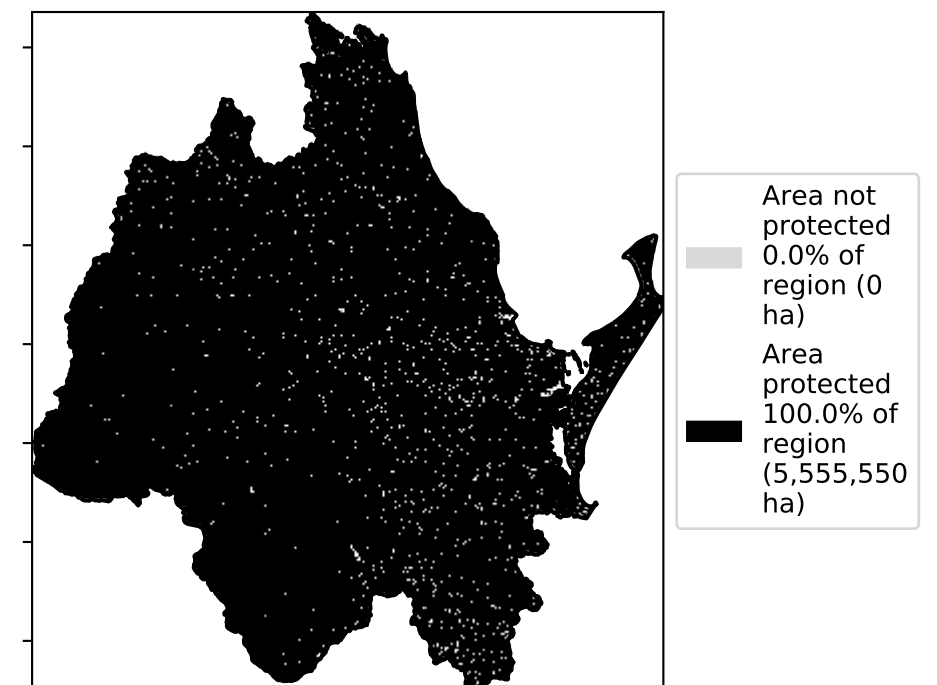 Area not
protected
0.0% of
region (0
ha)
Area
protected
100.0% of
region
(5,555,550
ha)